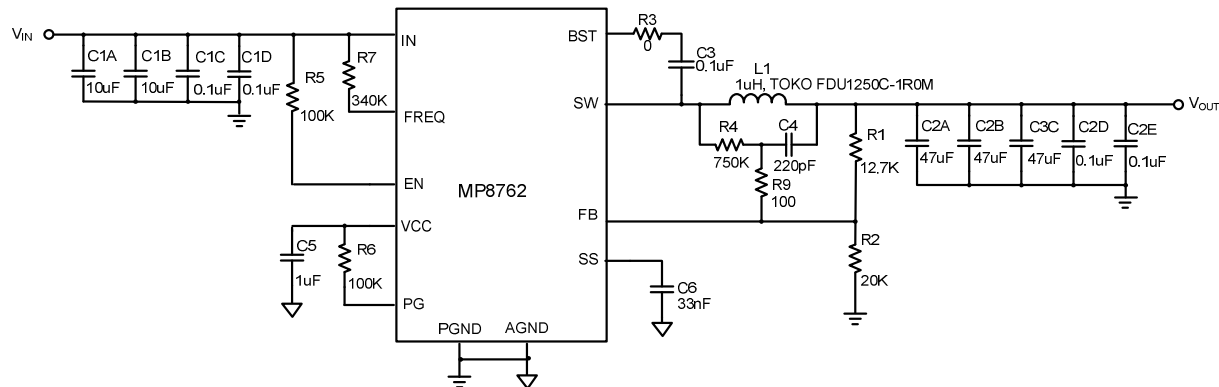 VIN
C1A
10uF
C1B
10uF
C1C
0.1uF
C1D
0.1uF
R5
100K
R7
340K
C5
1uF
R6
100K
IN
FREQ
EN
VCC
PG
MP8762
PGND
AGND
BST
SW
FB
SS
R3
0
C3
0.1uF
L1
1uH, TOKO FDU1250C-1R0M
R4
750K
C4
220pF
R9
100
R1
12.7K
R2
20K
C6
33nF
C2A
47uF
C2B
47uF
C3C
47uF
C2D
0.1uF
C2E
0.1uF
VOUT